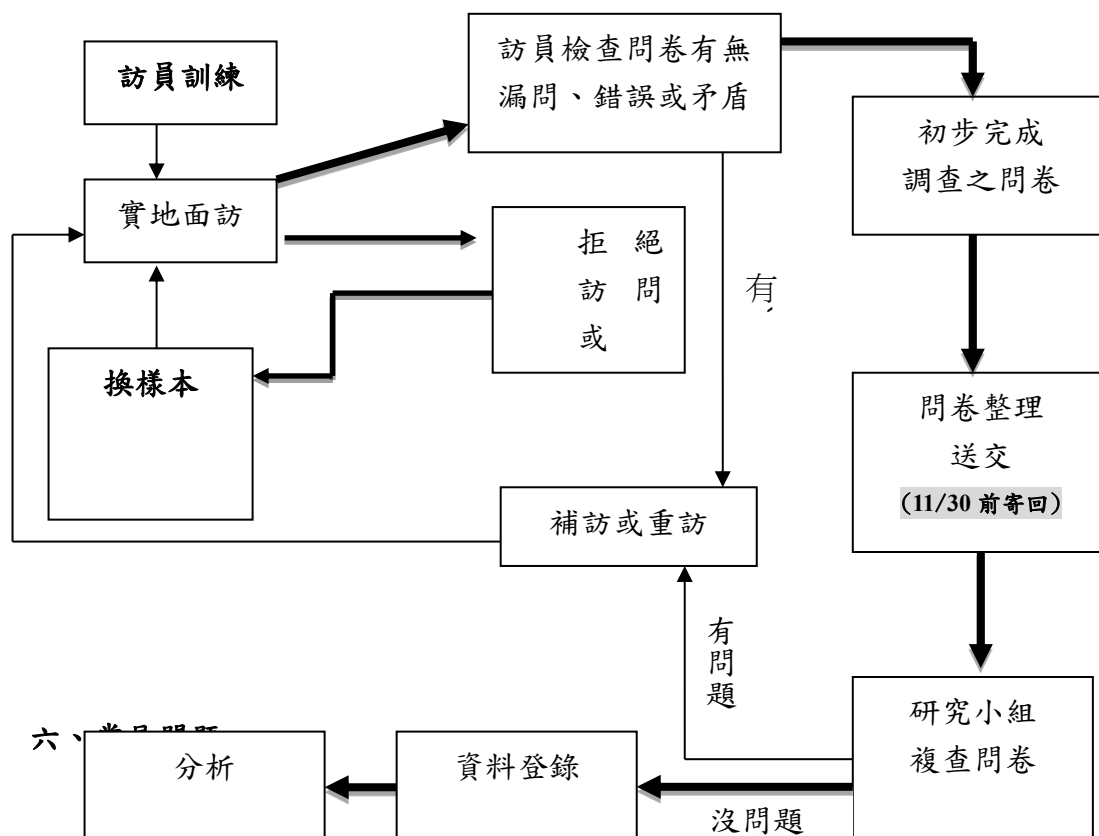 訪員訓練
訪員檢查問卷有無
漏問、錯誤或矛盾
初步完成
調查之問卷
實地面訪
拒絕
訪問
或
有
換樣本
問卷整理
送交
(11/30 前寄回)
補訪或重訪
有問題
研究小組
複查問卷
六、
分析
資料登錄
沒問題